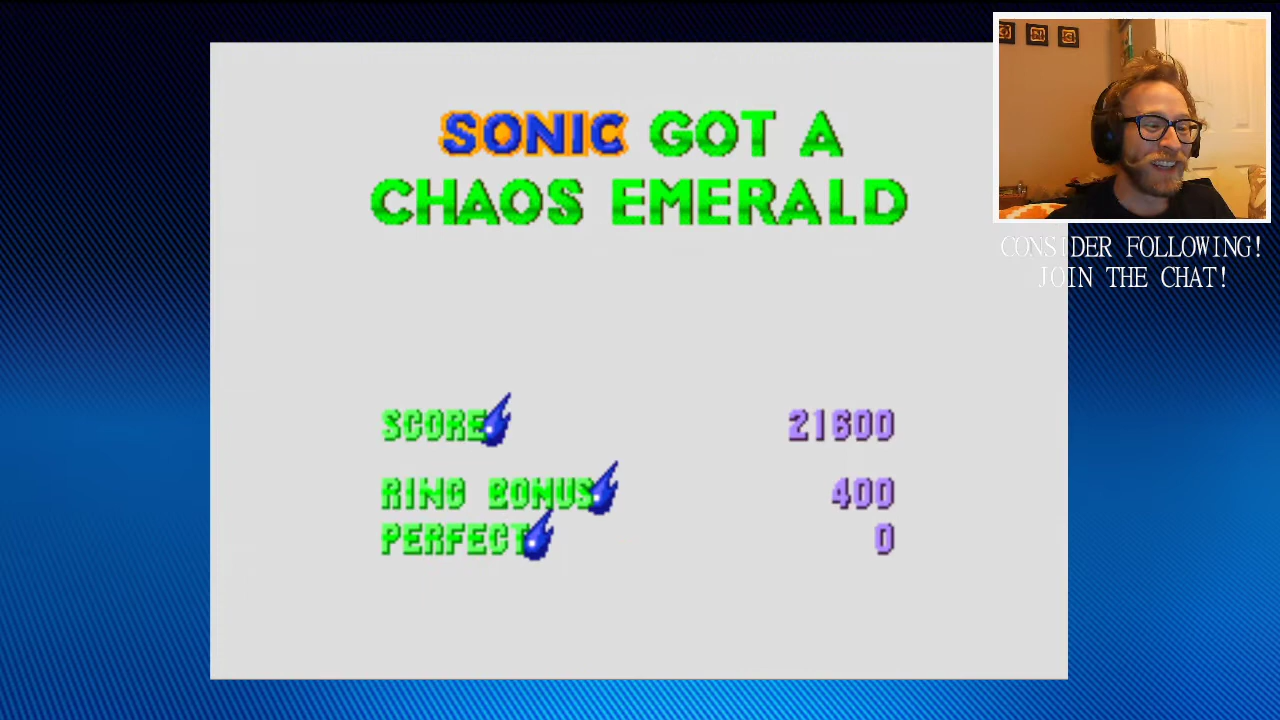 SONIC GOT A
CHAOS EMERALD
SCORE 21600
RING BONUS 400
PERFECT 0
CONSIDER FOLLOWING!
JOIN THE CHAT!